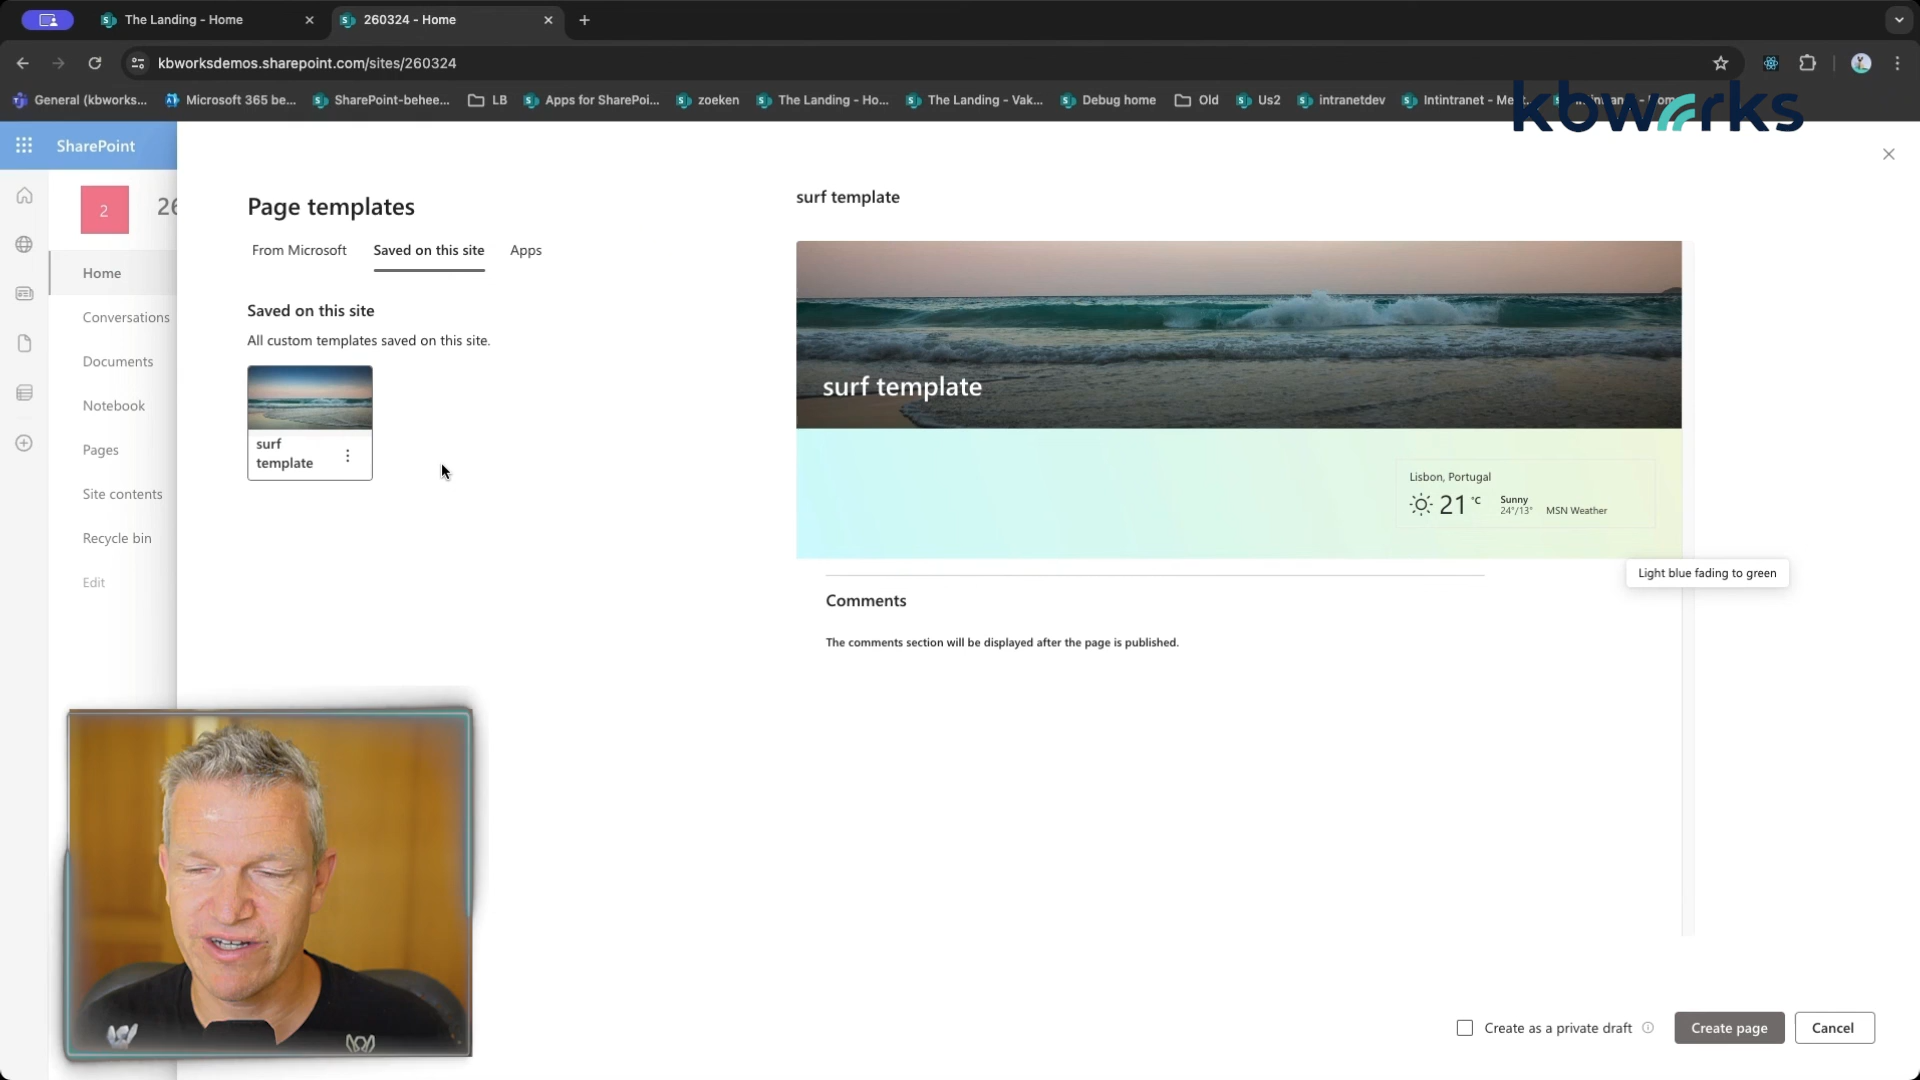 The Landing - Home
260324 - Home
kbworksdemos.sharepoint.com/sites/260324
General (kbworks...
Microsoft 365 be...
SharePoint-behee...
LB
Apps for SharePoi...
zoeken
The Landing - Ho...
The Landing - Vak...
Debug home
Old
Us2
intranetdev
Intintranet - Me
kbworks
SharePoint
2
26
Home
Conversations
Documents
Notebook
Pages
Site contents
Recycle bin
Edit
Page templates
From Microsoft
Saved on this site
Apps
Saved on this site
All custom templates saved on this site.
surf
template
surf template
surf template
Lisbon, Portugal
21 °C
Sunny
24°/13°
MSN Weather
Light blue fading to green
Comments
The comments section will be displayed after the page is published.
Create as a private draft
Create page
Cancel